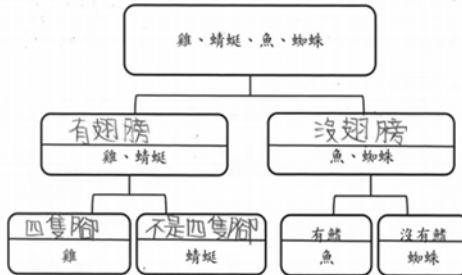 雞、蜻蜓、魚、蜘蛛
有翅膀
雞、蜻蜓
沒翅膀
魚、蜘蛛
四隻腳
雞
不是四隻腳
蜻蜓
有鰭
魚
沒有鰭
蜘蛛